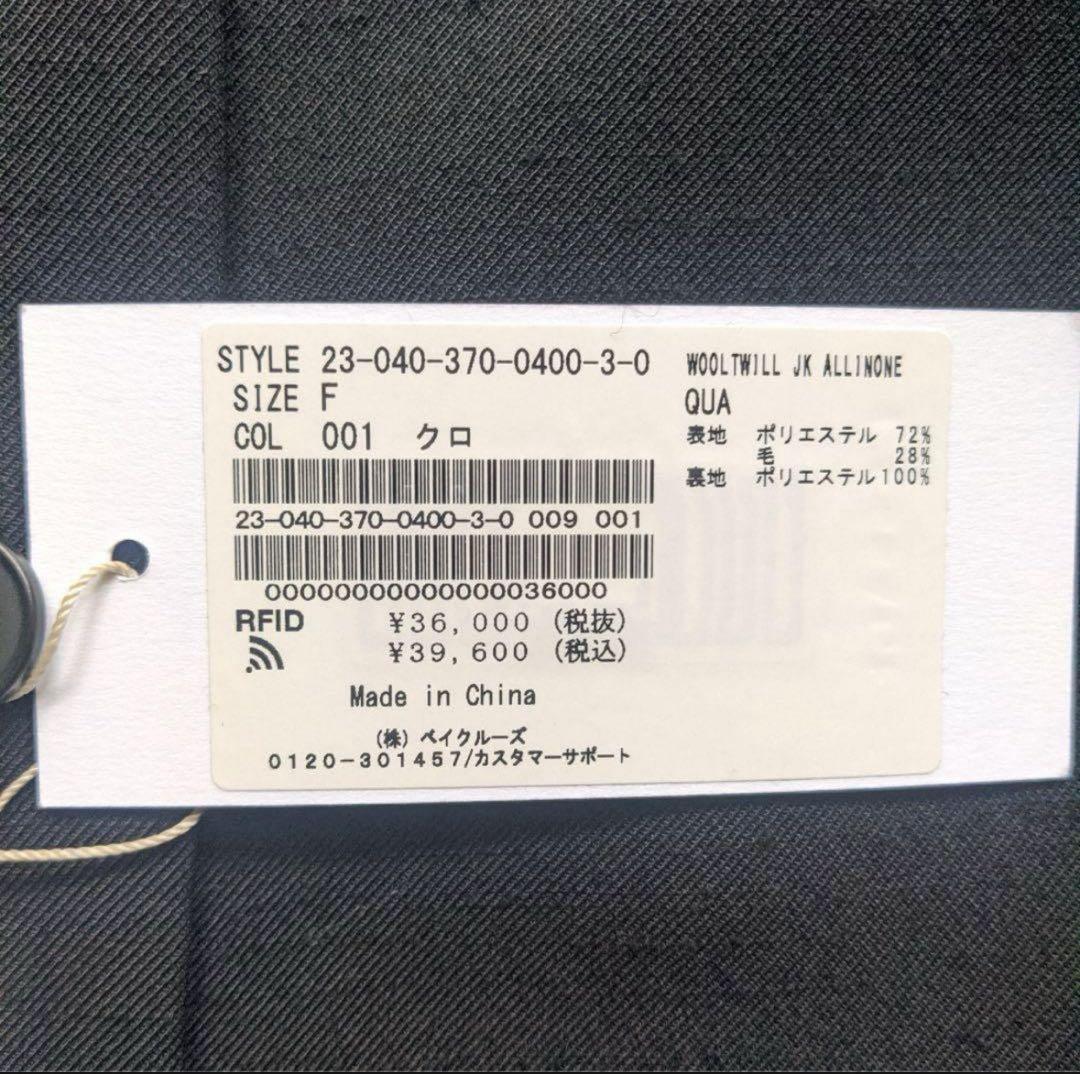 STYLE 23-040-370-0400-3-0
SIZE F
COL 001 クロ
23-040-370-0400-3-0 009 001
0000000000000000036000
RFID ¥36,000 (税抜)
¥39,600 (税込)
Made in China
(株) ベイクルーズ
0120-301457/カスタマーサポート
WOOLTWILL JK ALLINONE
QUA
表地 ポリエステル 72%
毛 28%
裏地 ポリエステル100%